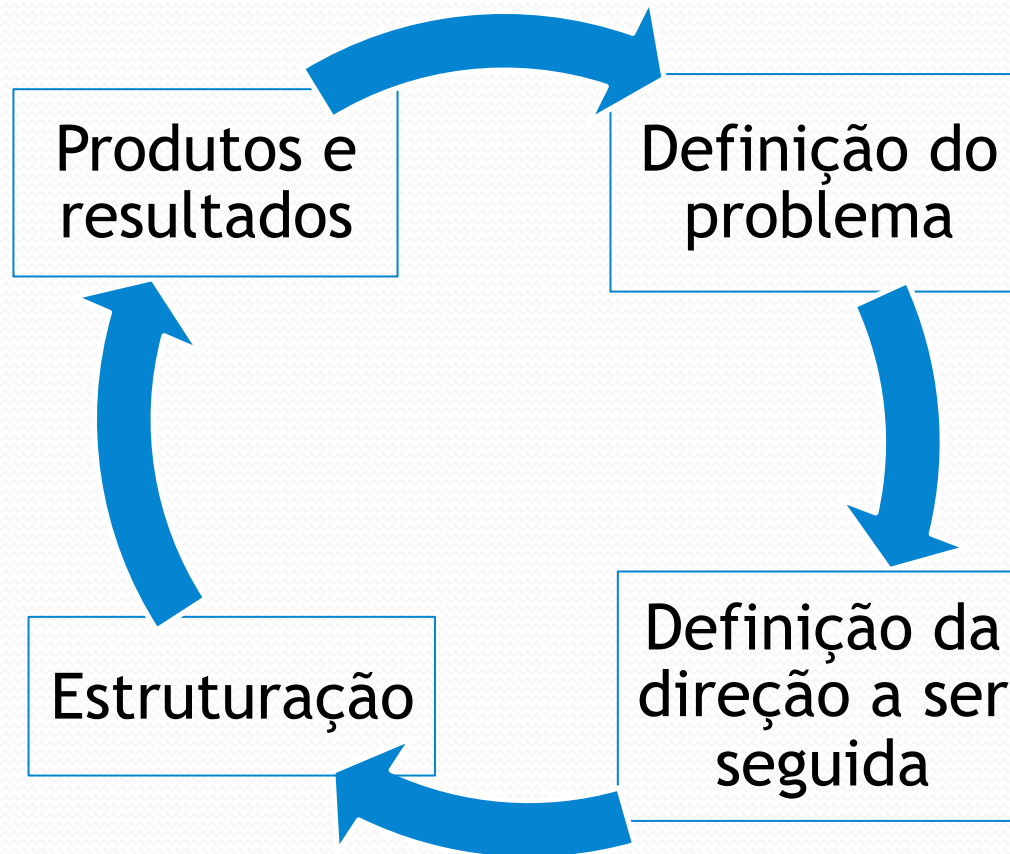 Produtos e
resultados
Definição do
problema
Estruturação
Definição da
direção a ser
seguida